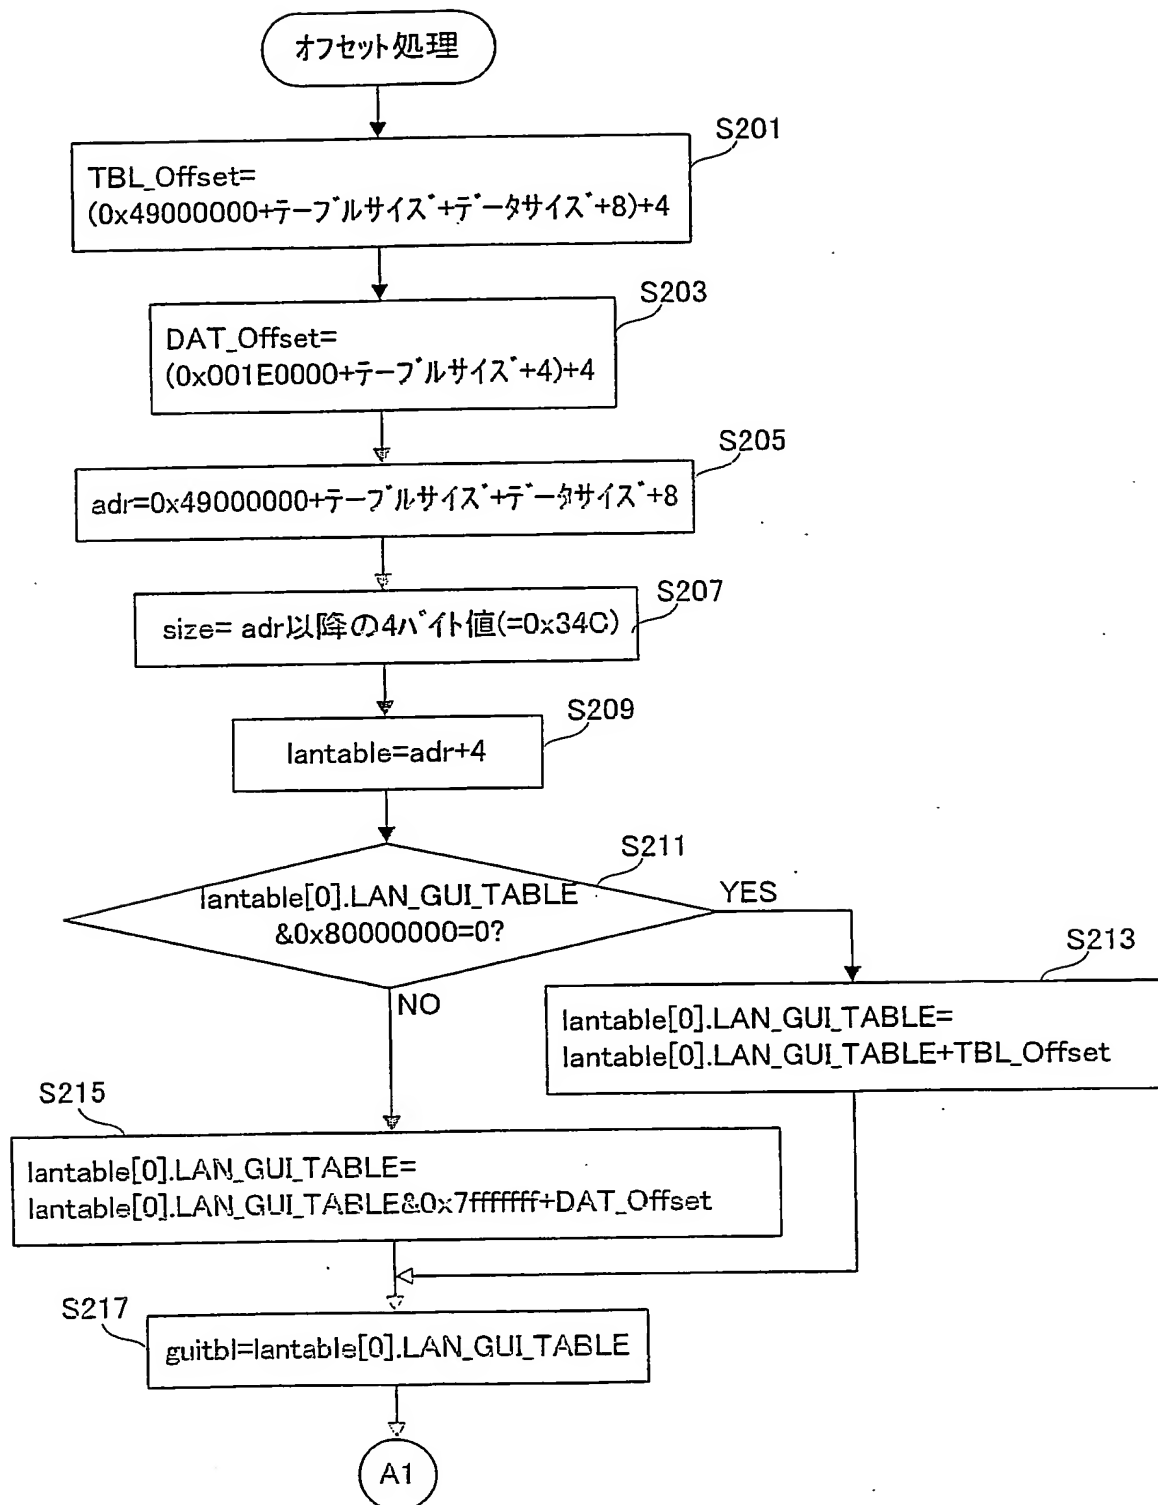 オフセット処理
S201
TBL_Offset=
(0x49000000+テーブルサイズ+データサイズ+8)+4
S203
DAT_Offset=
(0x001E0000+テーブルサイズ+4)+4
S205
adr=0x49000000+テーブルサイズ+データサイズ+8
S207
size= adr以降の4バイト値(=0x34C)
S209
lantable=adr+4
S211
lantable[0].LAN_GUI_TABLE
&0x80000000=0?
YES
NO
S213
lantable[0].LAN_GUI_TABLE=
lantable[0].LAN_GUI_TABLE+TBL_Offset
S215
lantable[0].LAN_GUI_TABLE=
lantable[0].LAN_GUI_TABLE&0x7fffffff+DAT_Offset
S217
guitbl=lantable[0].LAN_GUI_TABLE
A1